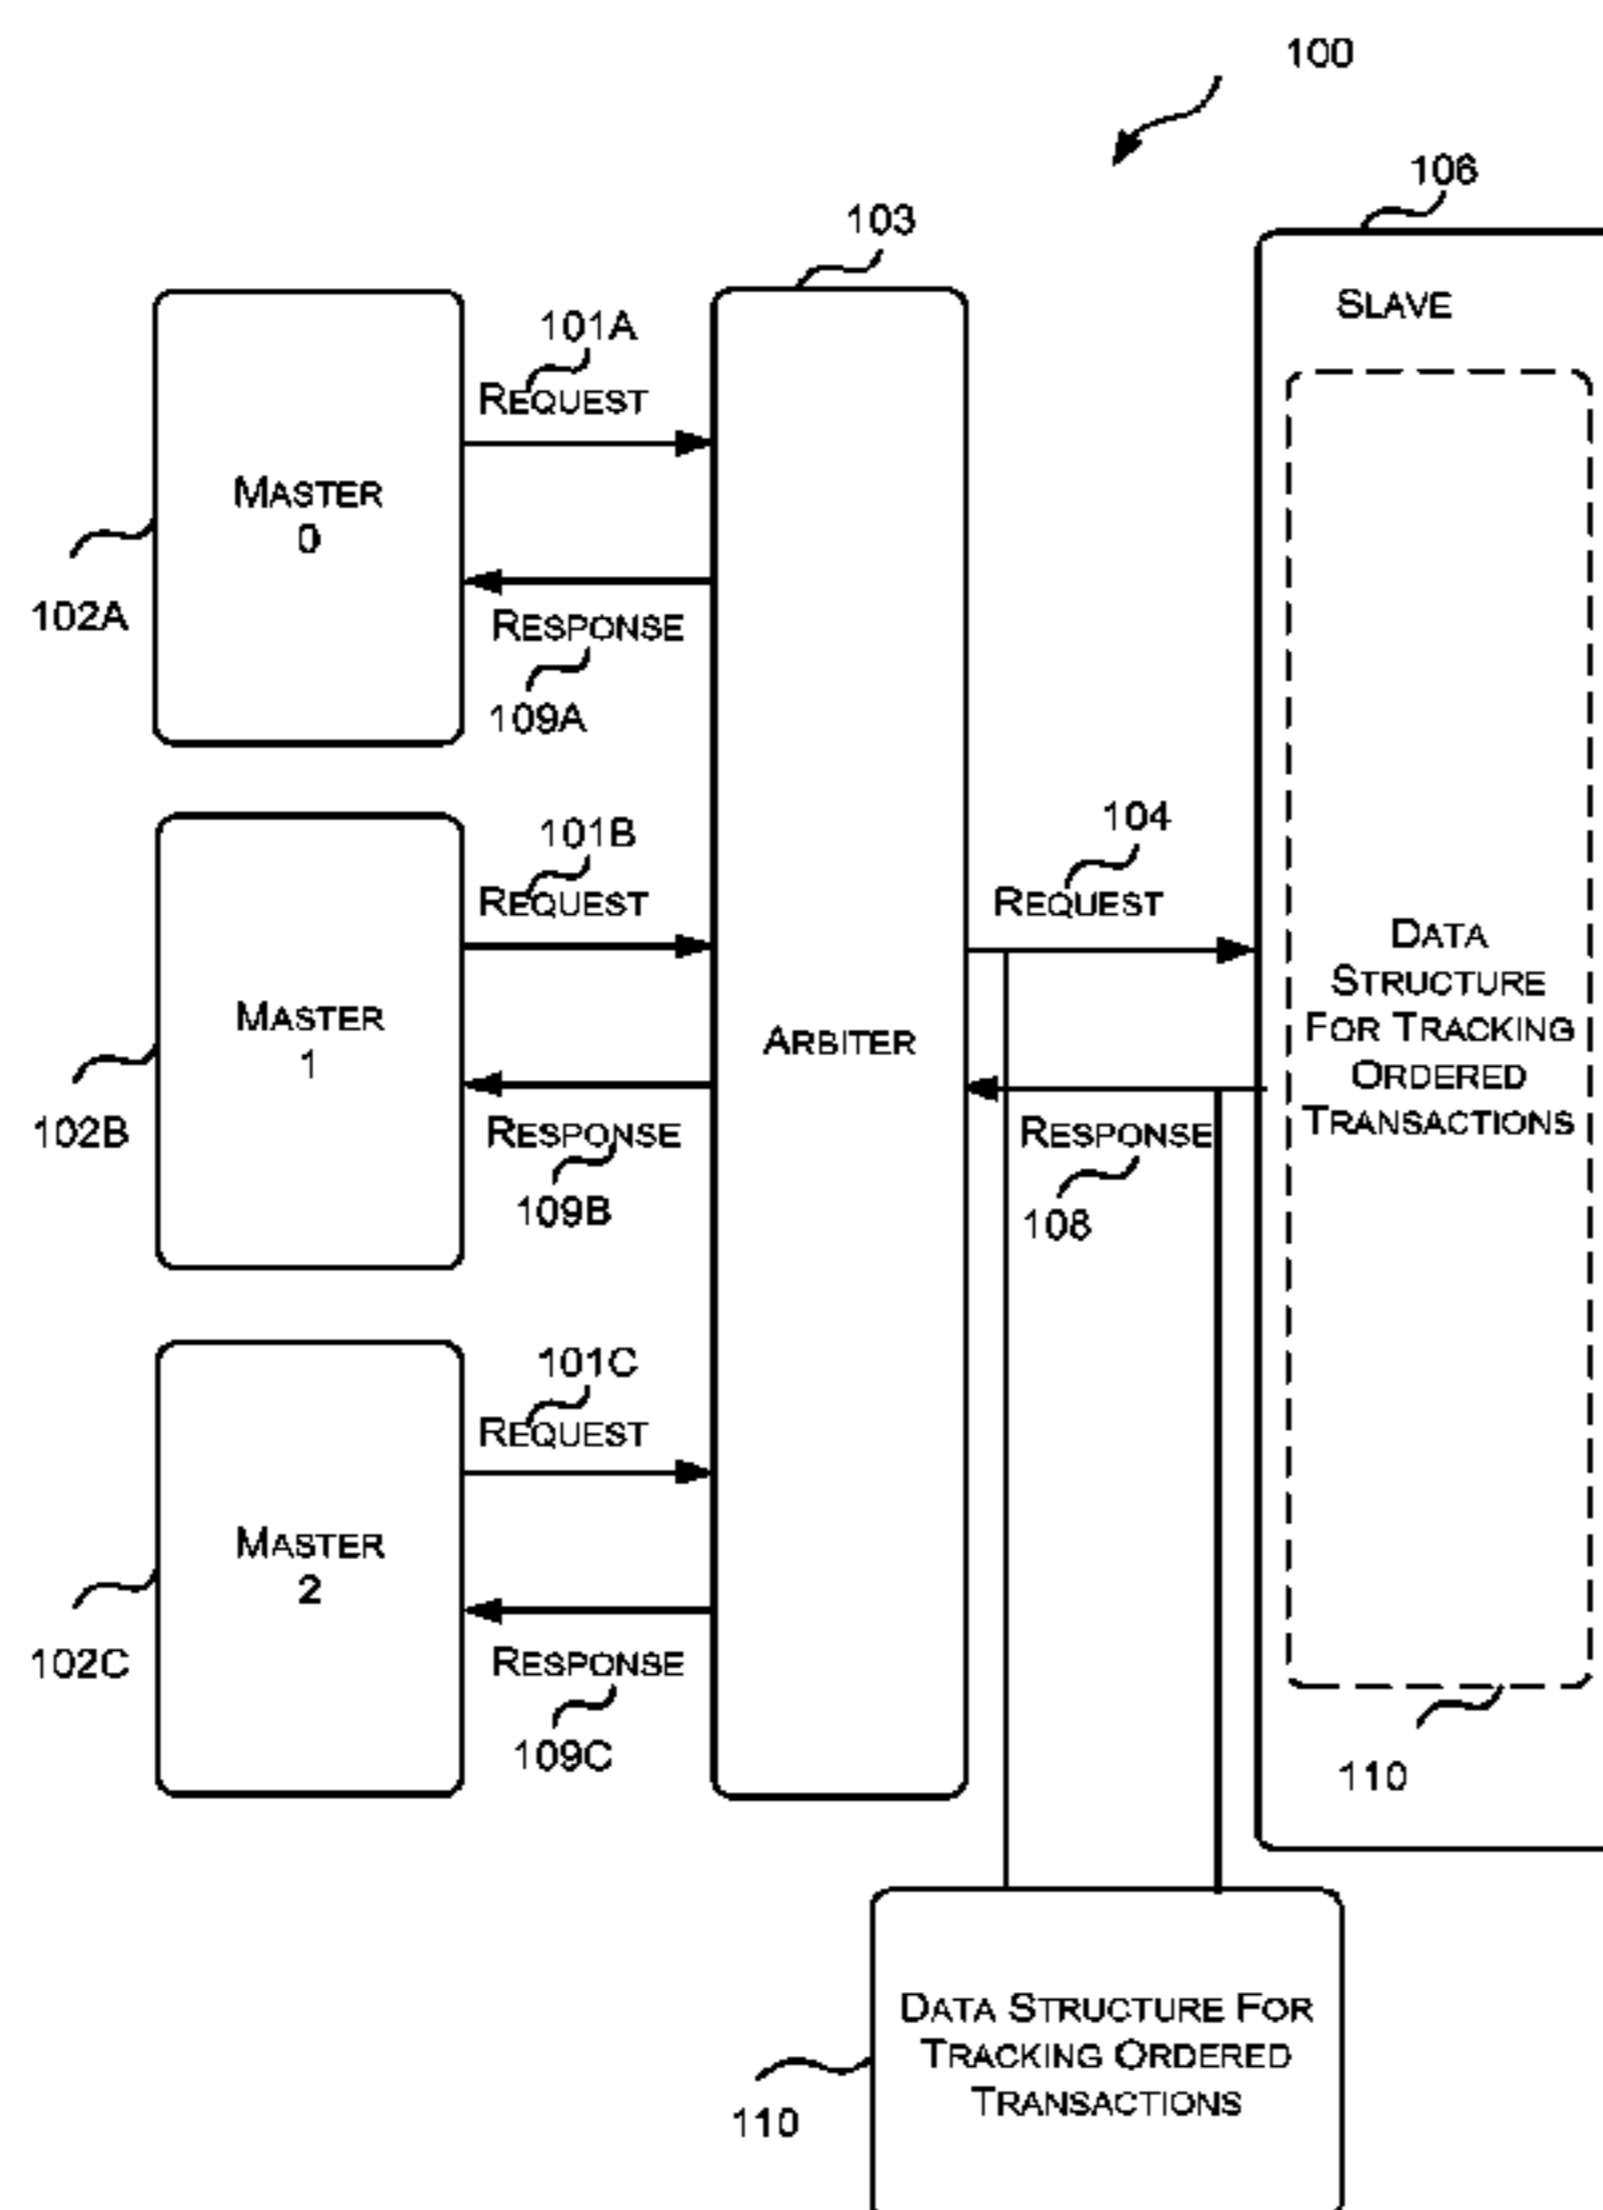 100
106
103
SLAVE
101A
REQUEST
MASTER
0
102A
RESPONSE
109A
101B
REQUEST
104
REQUEST
DATA
STRUCTURE
FOR TRACKING
ORDERED
TRANSACTIONS
MASTER
1
ARBITER
102B
RESPONSE
109B
RESPONSE
108
101C
REQUEST
MASTER
2
102C
RESPONSE
109C
110
DATA STRUCTURE FOR
TRACKING ORDERED
TRANSACTIONS
110